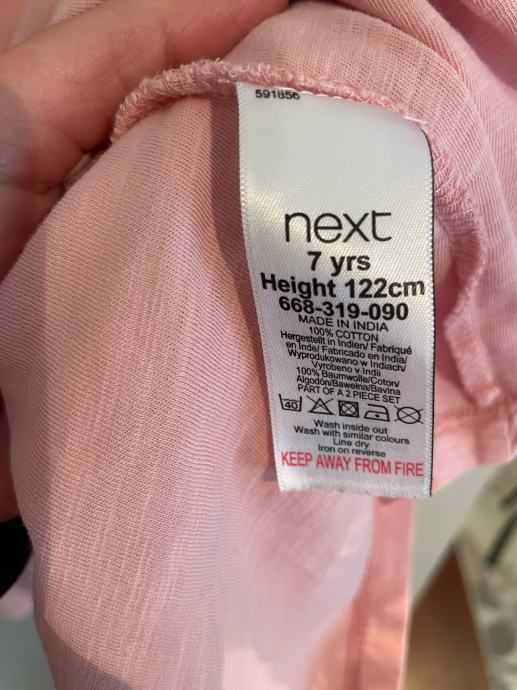 591856
next
7 yrs
Height 122cm
668-319-090
MADE IN INDIA
100% COTTON
Hergestellt in Indien/ Fabriqué
en Inde/ Fabricado en India/
Wyprodukowano w Indiach/
Vyrobeno v Indii
100% Baumwolle/Coton/
Algodón/Bawełna/Bavlna
PART OF A 2 PIECE SET
40
Wash inside out
Wash with similar colours
Line dry
Iron on reverse
KEEP AWAY FROM FIRE